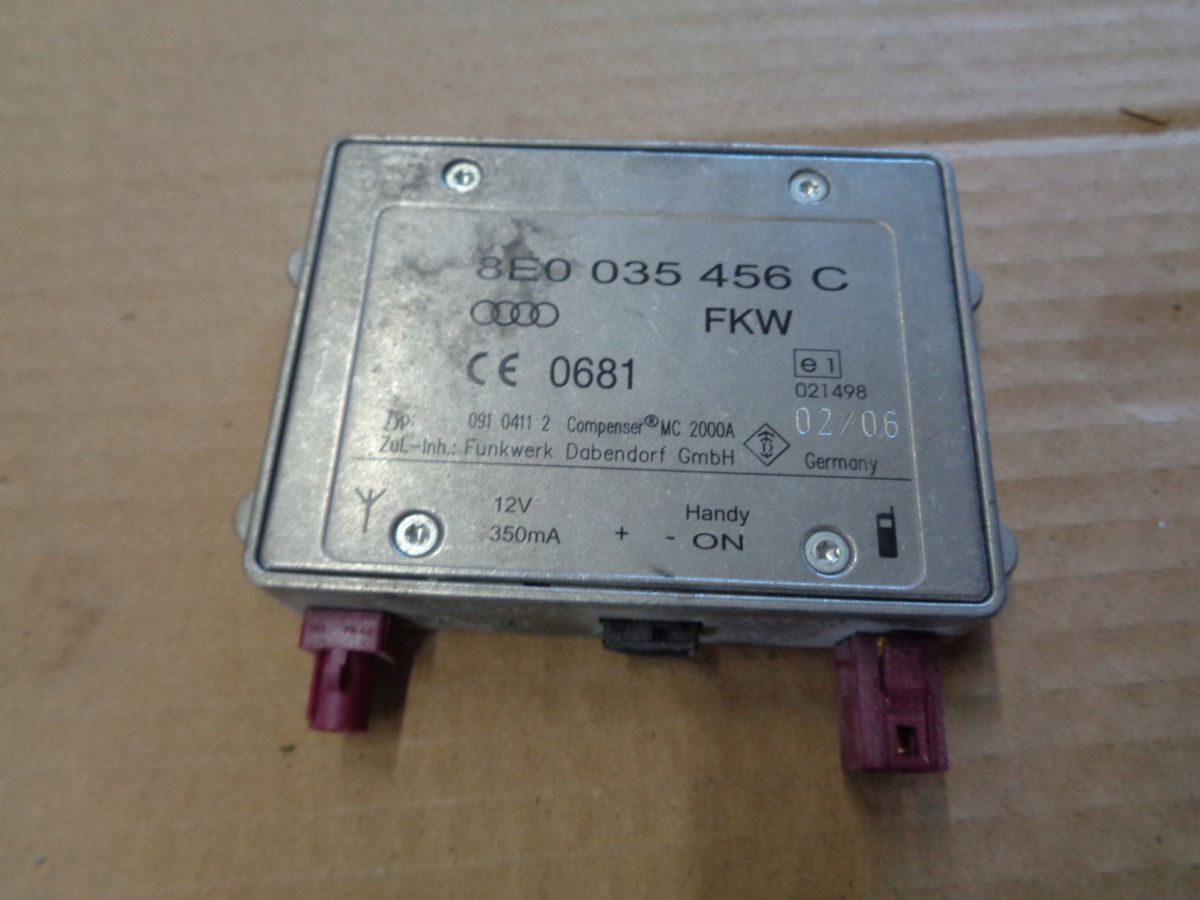 8E0 035 456 C
FKW
CE 0681
e 1
021498
02/06
Typ: 091 0411 2 Compenser® MC 2000A
Zul.-Inh.: Funkwerk Dabendorf GmbH
D
Germany
12V
350mA
+ -
Handy
ON